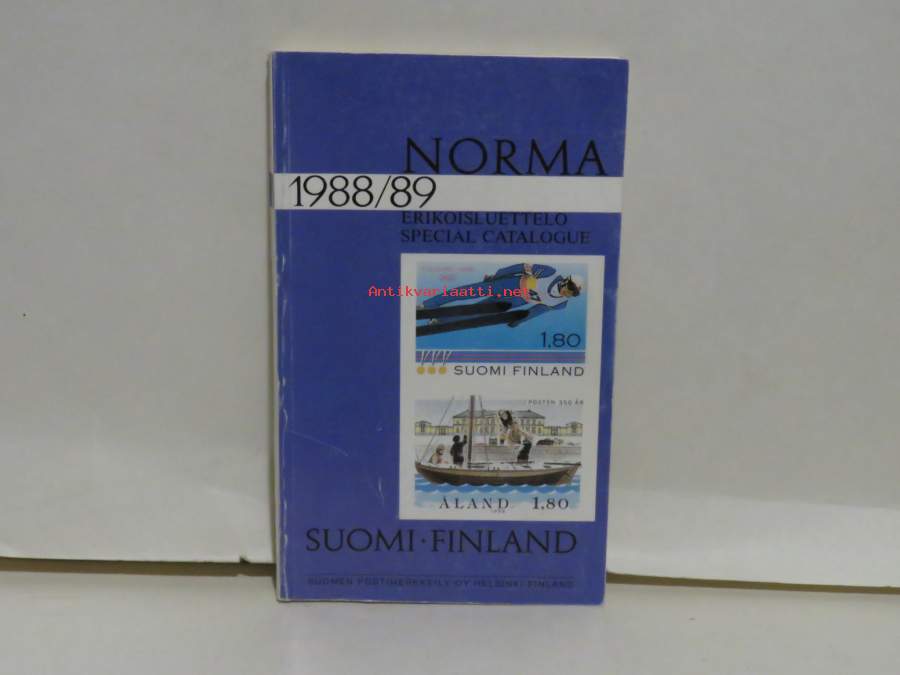 NORMA
1988/89
ERIKOISLUETTELO
SPECIAL CATALOGUE
Antikvariaatti.net
1,80
SUOMI FINLAND
POSTEN 350 ÅR
ÅLAND 1,80
1988
SUOMI·FINLAND
SUOMEN POSTIMERKKEILY OY HELSINKI FINLAND